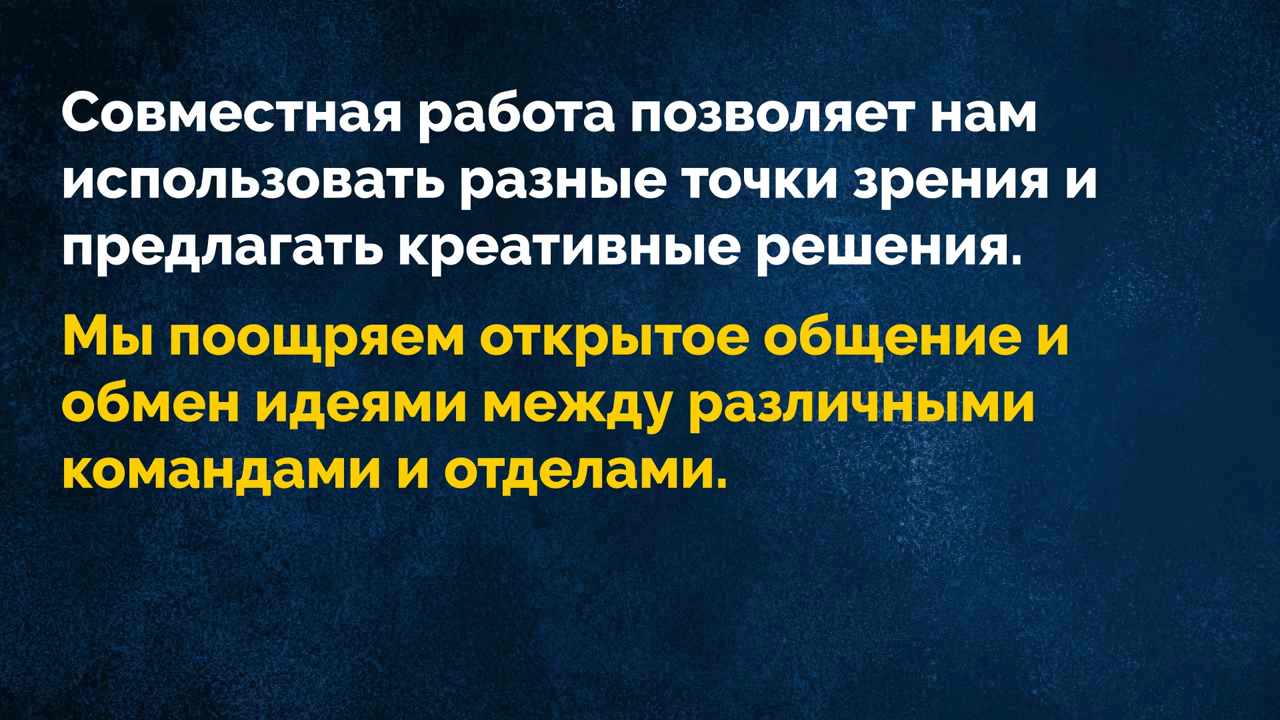 Совместная работа позволяет нам
использовать разные точки зрения и
предлагать креативные решения.
Мы поощряем открытое общение и
обмен идеями между различными
командами и отделами.